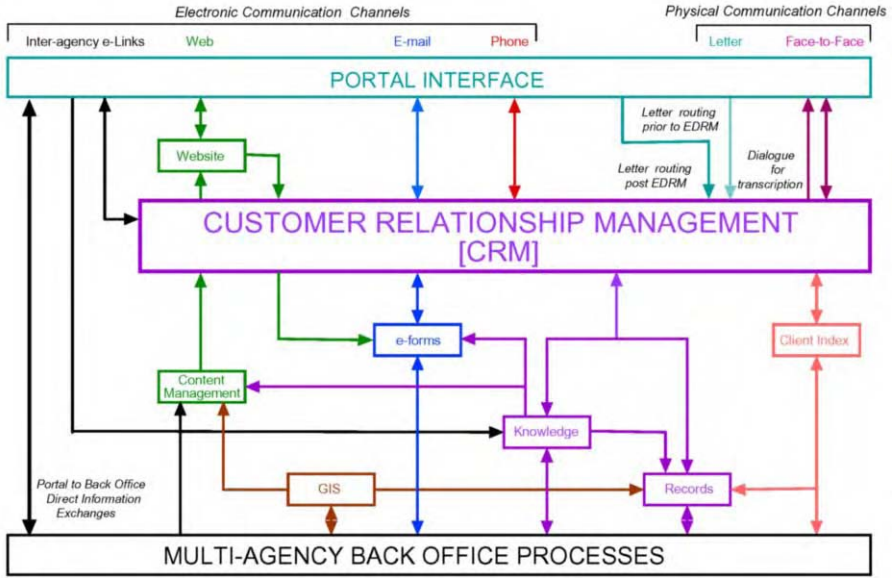 Electronic Communication Channels
Physical Communication Channels
Inter-agency e-Links
Web
E-mail
Phone
Letter
Face-to-Face
PORTAL INTERFACE
Letter routing
prior to EDRM
Website
Letter routing
post EDRM
Dialogue
for
transcription
CUSTOMER RELATIONSHIP MANAGEMENT
[CRM]
e-forms
Client Index
Content
Management
Knowledge
Portal to Back Office
Direct Information
Exchanges
GIS
Records
MULTI-AGENCY BACK OFFICE PROCESSES